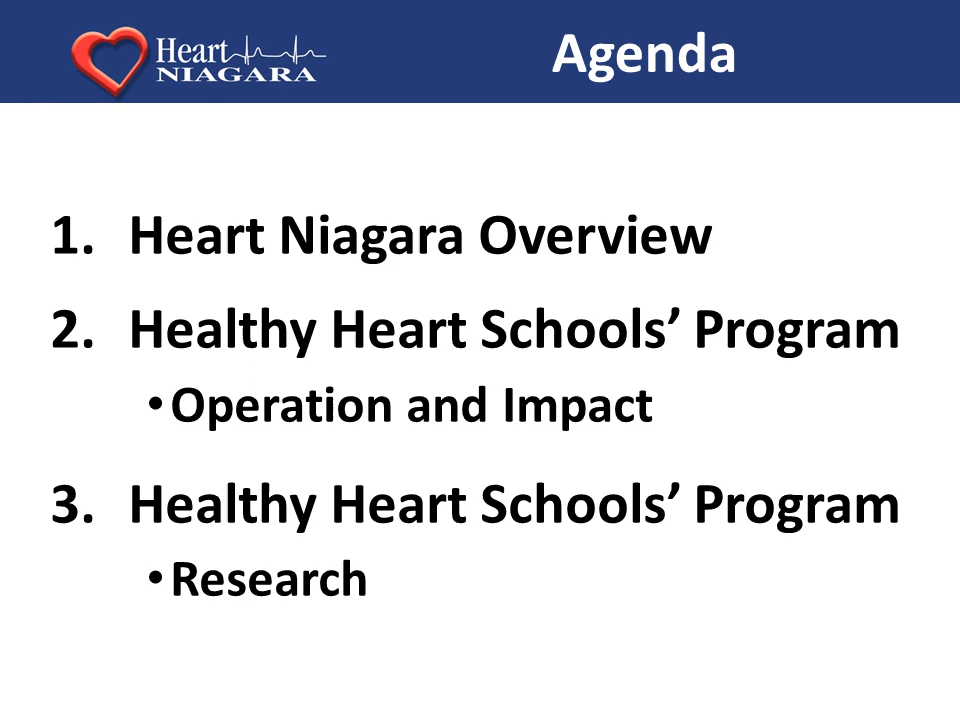 Heart
NIAGARA
Agenda
1. Heart Niagara Overview
2. Healthy Heart Schools’ Program
• Operation and Impact
3. Healthy Heart Schools’ Program
• Research